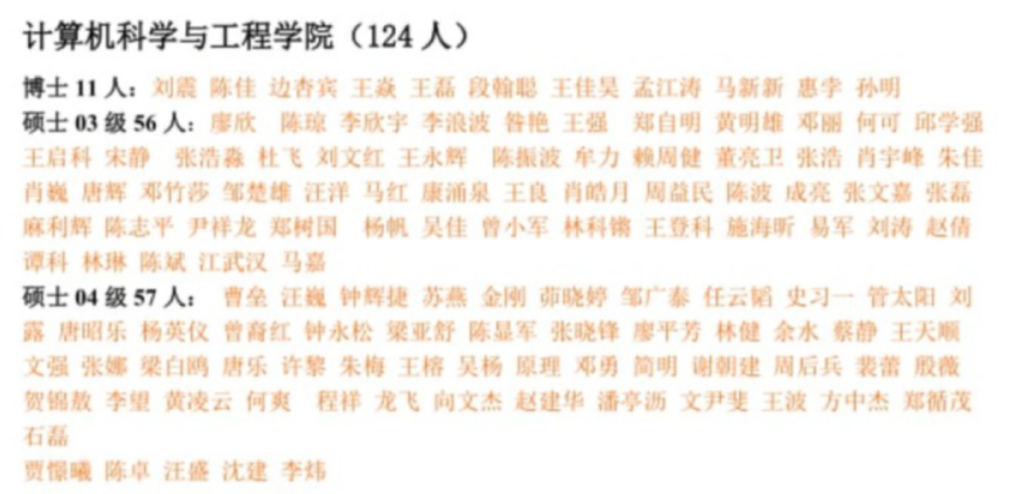 计算机科学与工程学院（124 人）
博士 11 人：刘震 陈佳 边杏宾 王焱 王磊 段翰聪 王佳昊 孟江涛 马新新 惠孛 孙明
硕士 03 级 56 人：廖欣 陈琼 李欣宇 李浪波 昝艳 王强 郑自明 黄明雄 邓丽 何可 邱学强
王启科 宋静 张浩淼 杜飞 刘文红 王永辉 陈振波 牟力 赖周健 董亮卫 张浩 肖宇峰 朱佳
肖巍 唐辉 邓竹莎 邹楚雄 汪洋 马红 康涌泉 王良 肖皓月 周益民 陈波 成亮 张文嘉 张磊
麻利辉 陈志平 尹祥龙 郑树国 杨帆 吴佳 曾小军 林科锵 王登科 施海昕 易军 刘涛 赵倩
谭科 林琳 陈斌 江武汉 马嘉
硕士 04 级 57 人： 曹垒 汪巍 钟辉捷 苏燕 金刚 茆晓婷 邹广泰 任云韬 史习一 管太阳 刘
露 唐昭乐 杨英仪 曾裔红 钟永松 梁亚舒 陈显军 张晓锋 廖平芳 林健 余水 蔡静 王天顺
文强 张娜 梁白鸥 唐乐 许黎 朱梅 王榕 吴杨 原理 邓勇 简明 谢朝建 周后兵 裴蕾 殷薇
贺锦敖 李望 黄凌云 何爽 程祥 龙飞 向文杰 赵建华 潘亭沥 文尹斐 王波 方中杰 郑循茂
石磊
贾憬曦 陈卓 汪盛 沈建 李炜